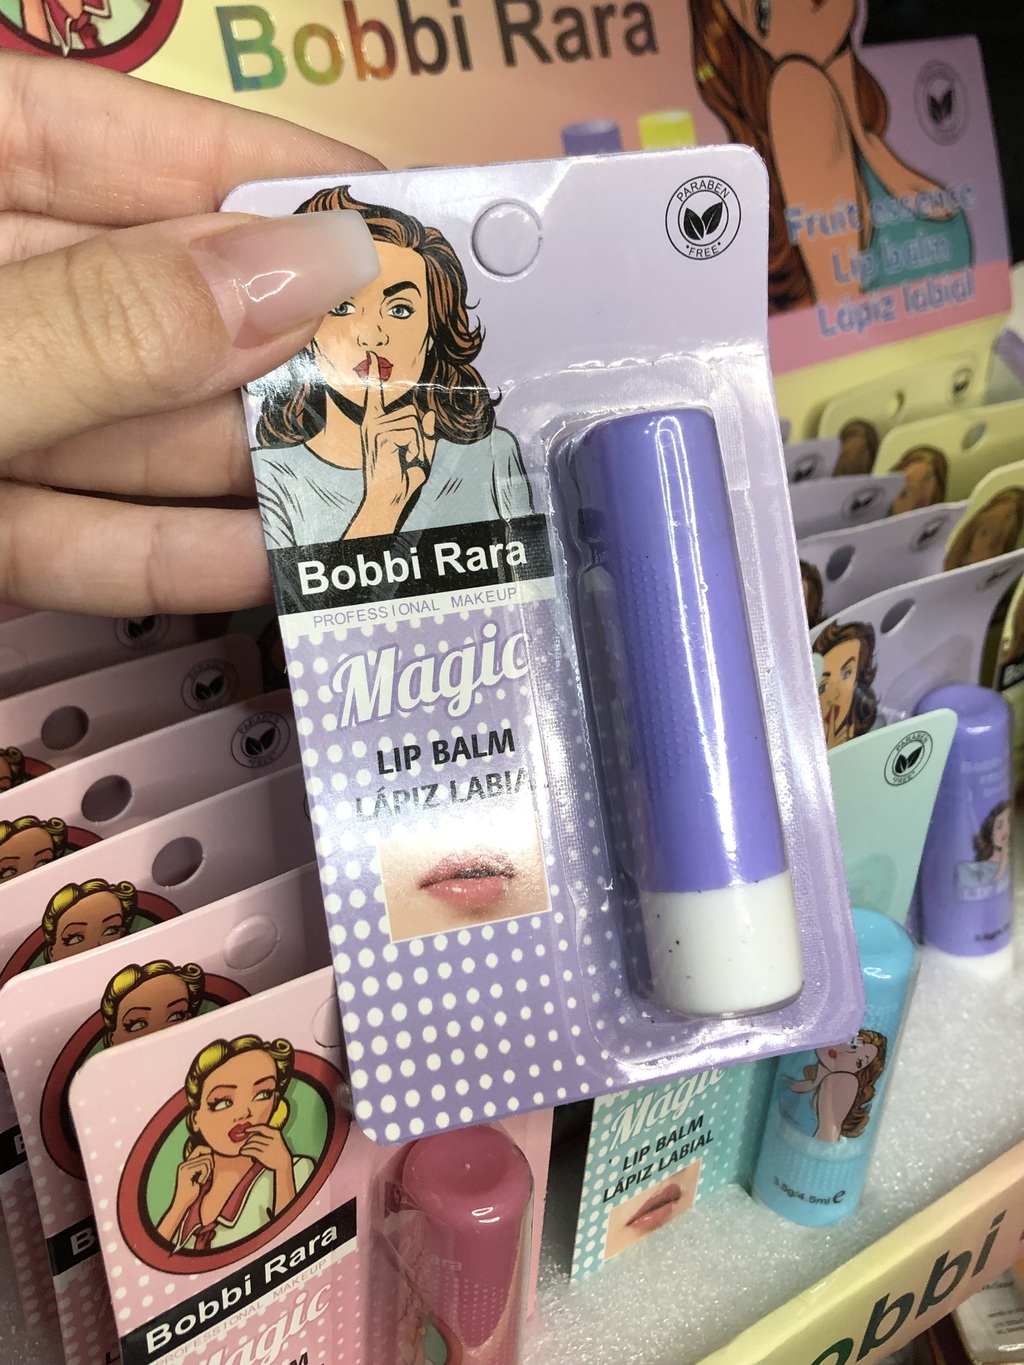 Bobbi Rara
Fruit essence
Lip balm
Lápiz labial
PARABEN
FREE
Bobbi Rara
PROFESSIONAL MAKEUP
Magic
LIP BALM
LÁPIZ LABIAL
PARABEN
PARABEN
FREE
Magic
LIP BALM
LÁPIZ LABIAL
3.8g/4.5ml e
Bobbi Rara
PROFESSIONAL MAKEUP
Magic